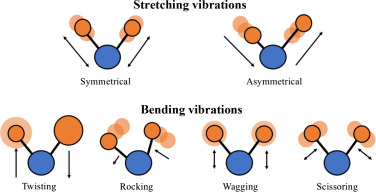 Stretching vibrations
Symmetrical
Asymmetrical
Bending vibrations
Twisting
Rocking
Wagging
Scissoring